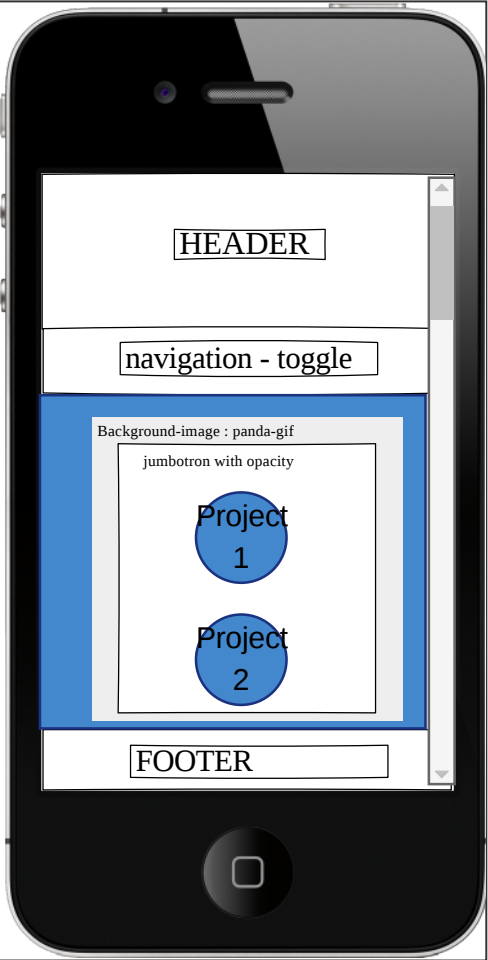 HEADER
navigation - toggle
Background-image : panda-gif
jumbotron with opacity
Project
1
Project
2
FOOTER